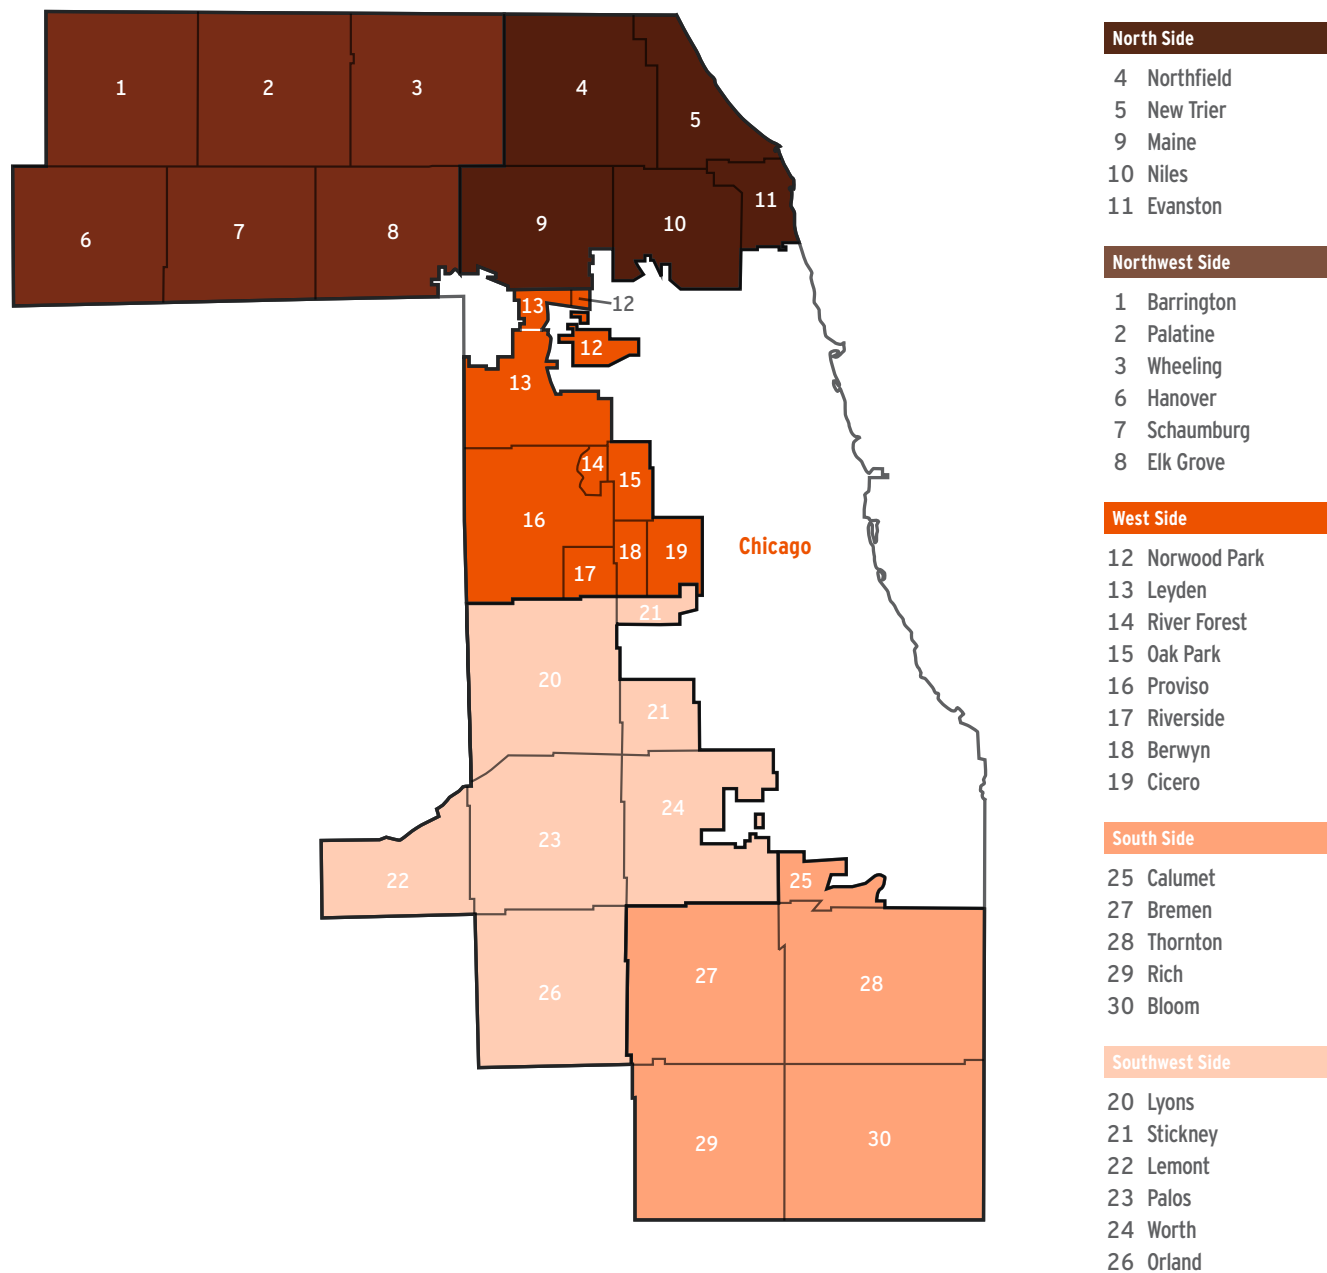 1
2
3
4
5
6
7
8
9
10
11
13
12
12
13
14
15
16
17
18
19
Chicago
21
20
21
24
23
22
25
27
28
26
29
30
North Side
4 Northfield
5 New Trier
9 Maine
10 Niles
11 Evanston
Northwest Side
1 Barrington
2 Palatine
3 Wheeling
6 Hanover
7 Schaumburg
8 Elk Grove
West Side
12 Norwood Park
13 Leyden
14 River Forest
15 Oak Park
16 Proviso
17 Riverside
18 Berwyn
19 Cicero
South Side
25 Calumet
27 Bremen
28 Thornton
29 Rich
30 Bloom
Southwest Side
20 Lyons
21 Stickney
22 Lemont
23 Palos
24 Worth
26 Orland